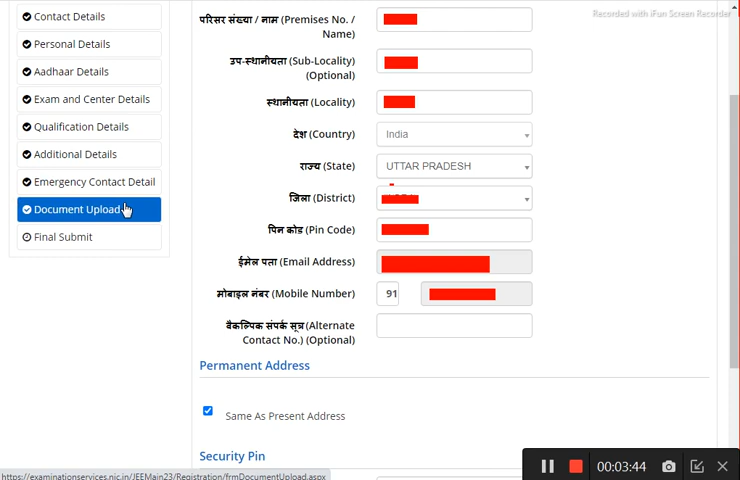 Recorded with iFun Screen Recorder
Contact Details
Personal Details
Aadhaar Details
Exam and Center Details
Qualification Details
Additional Details
Emergency Contact Detail
Document Upload
Final Submit
परिसर संख्या / नाम (Premises No. /
Name)
उप-स्थानीयता (Sub-Locality)
(Optional)
स्थानीयता (Locality)
देश (Country)
India
राज्य (State)
UTTAR PRADESH
जिला (District)
पिन कोड (Pin Code)
ईमेल पता (Email Address)
मोबाइल नंबर (Mobile Number)
91
वैकल्पिक संपर्क सूत्र (Alternate
Contact No.) (Optional)
Permanent Address
Same As Present Address
Security Pin
00:03:44
https://examinationservices.nic.in/JEEMain23/Registration/frmDocumentUpload.aspx